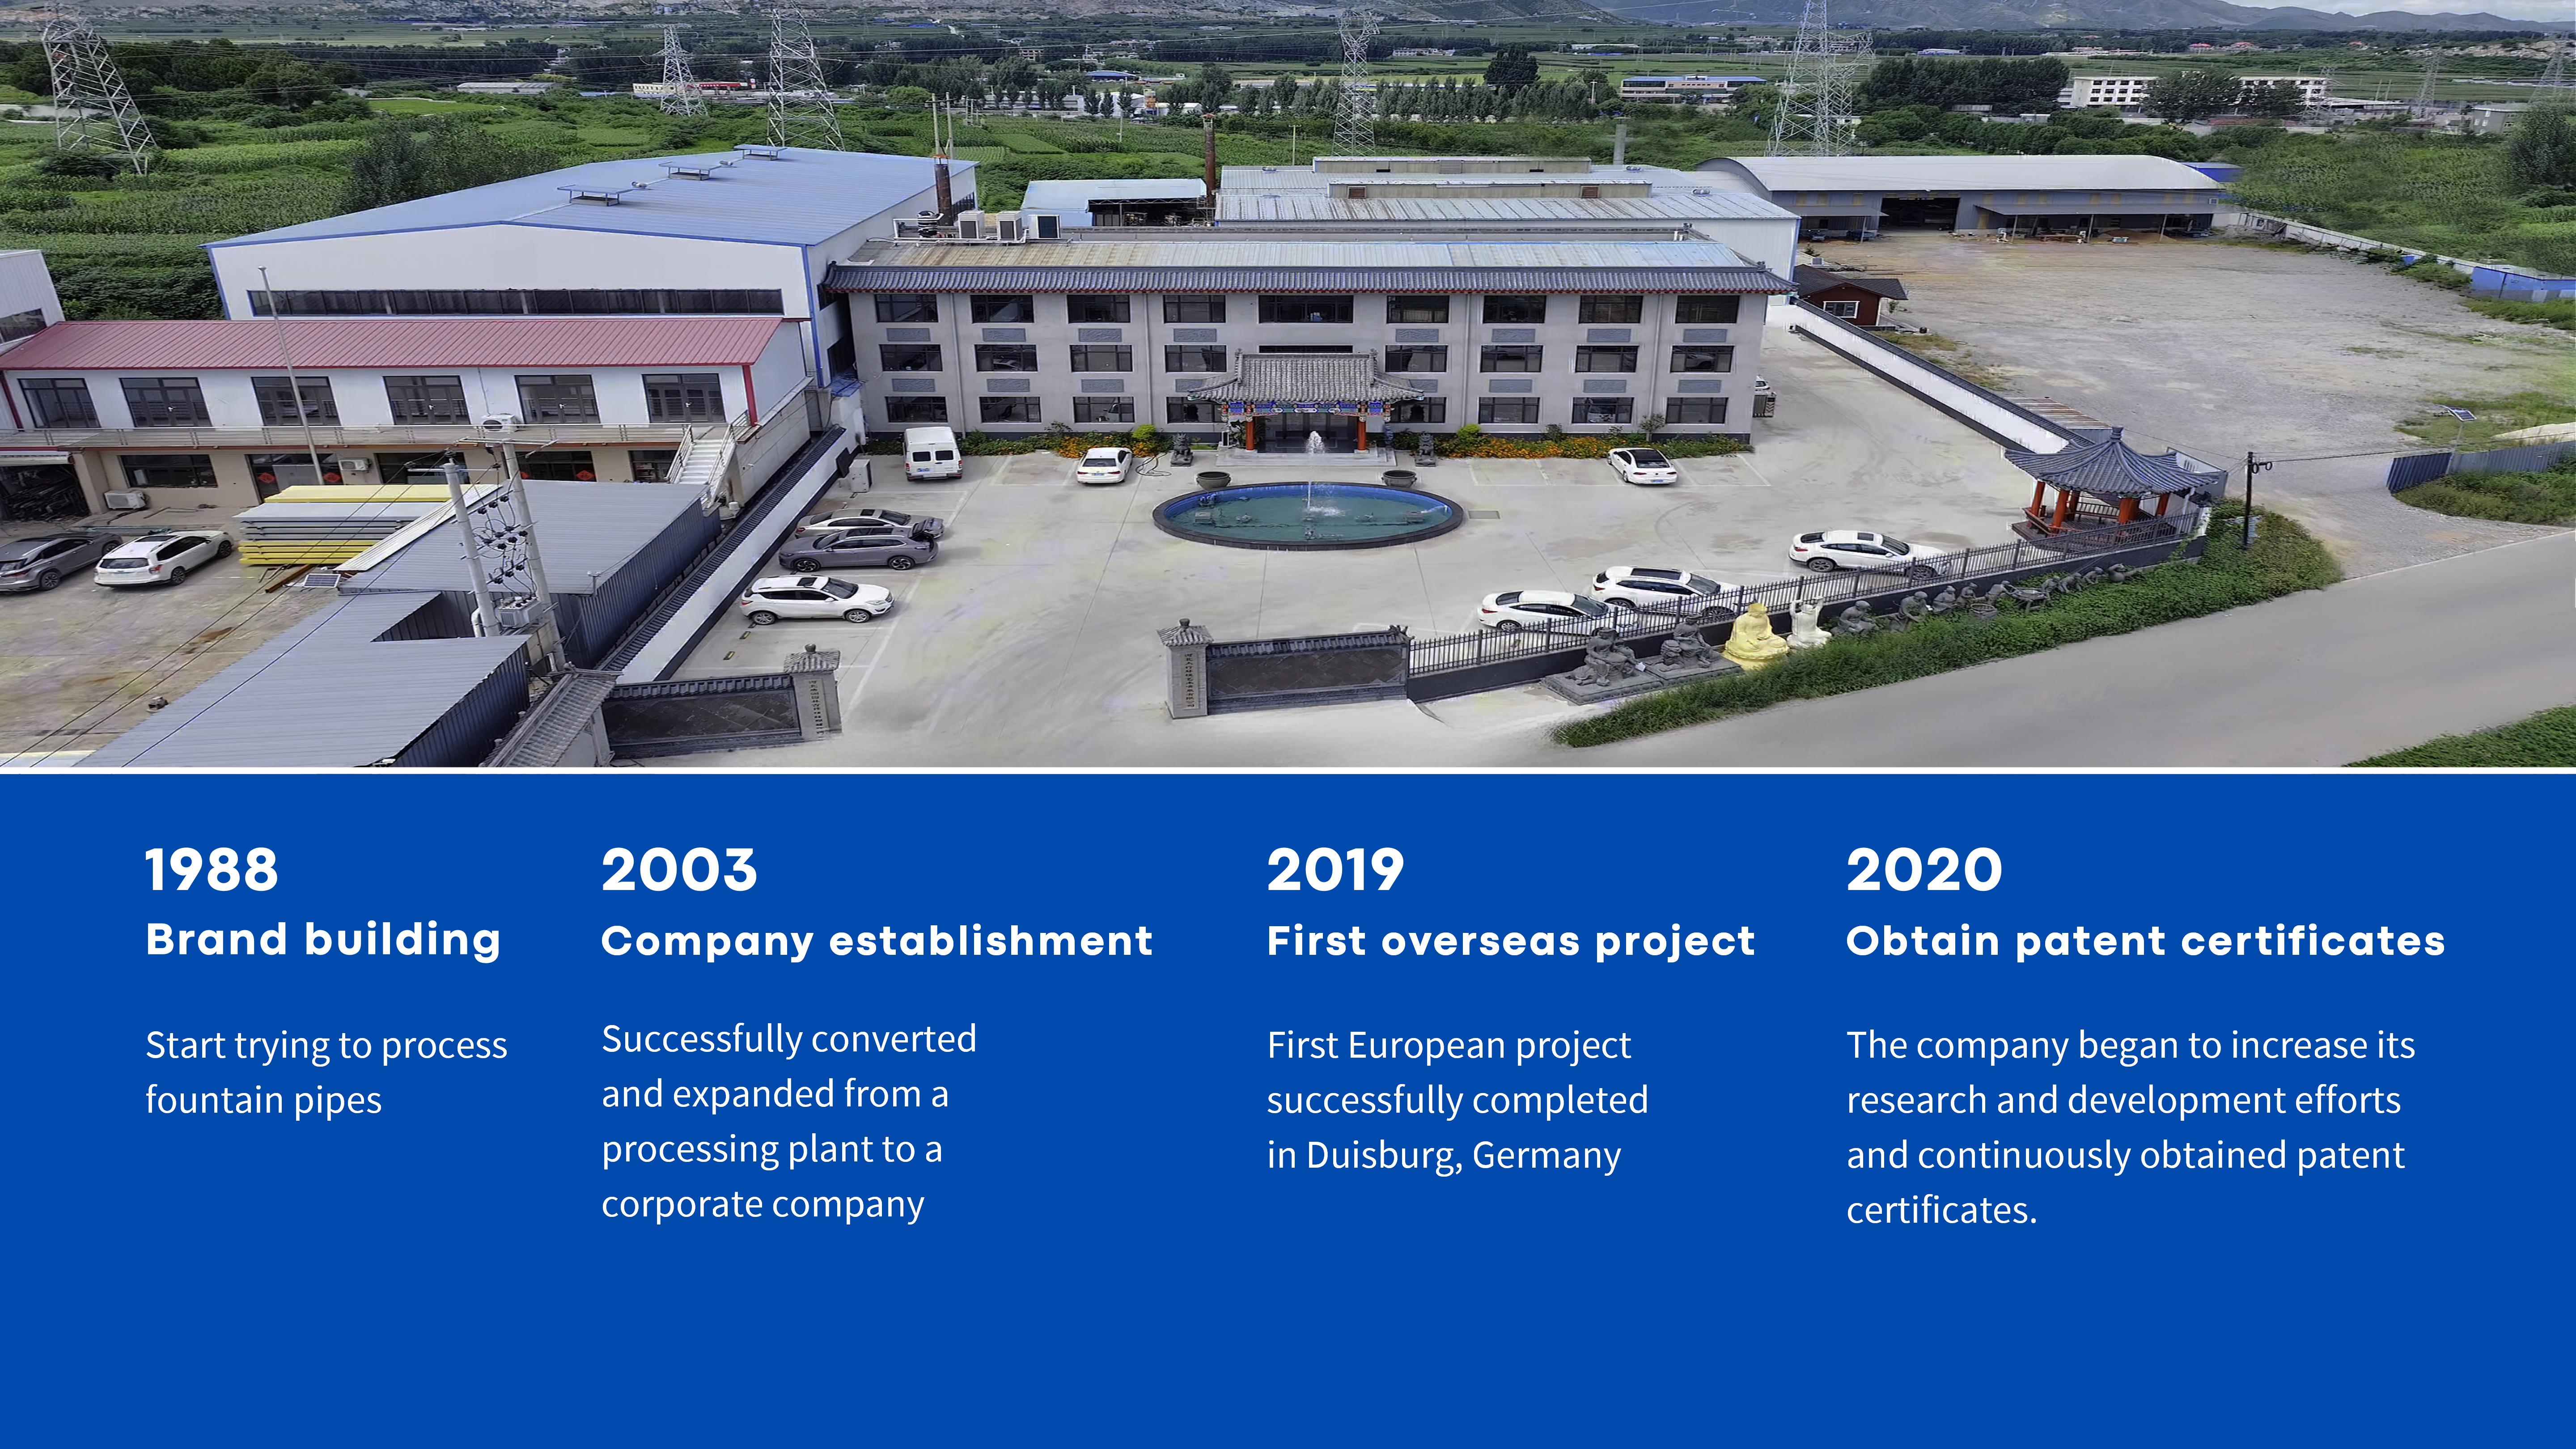 1988
Brand building
Start trying to process
fountain pipes
2003
Company establishment
Successfully converted
and expanded from a
processing plant to a
corporate company
2019
First overseas project
First European project
successfully completed
in Duisburg, Germany
2020
Obtain patent certificates
The company began to increase its
research and development efforts
and continuously obtained patent
certificates.